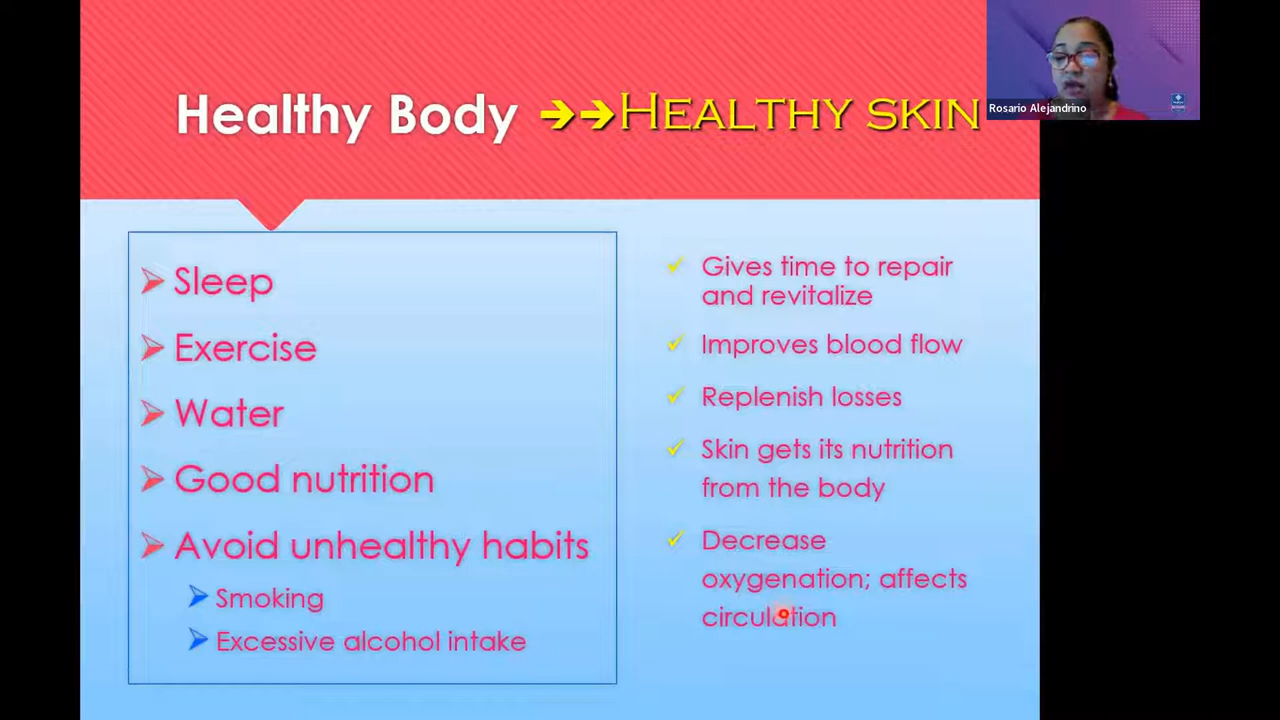 Healthy Body ➔➔HEALTHY SKIN
Rosario Alejandrino
Sleep
Exercise
Water
Good nutrition
Avoid unhealthy habits
Smoking
Excessive alcohol intake
Gives time to repair
and revitalize
Improves blood flow
Replenish losses
Skin gets its nutrition
from the body
Decrease
oxygenation; affects
circulation